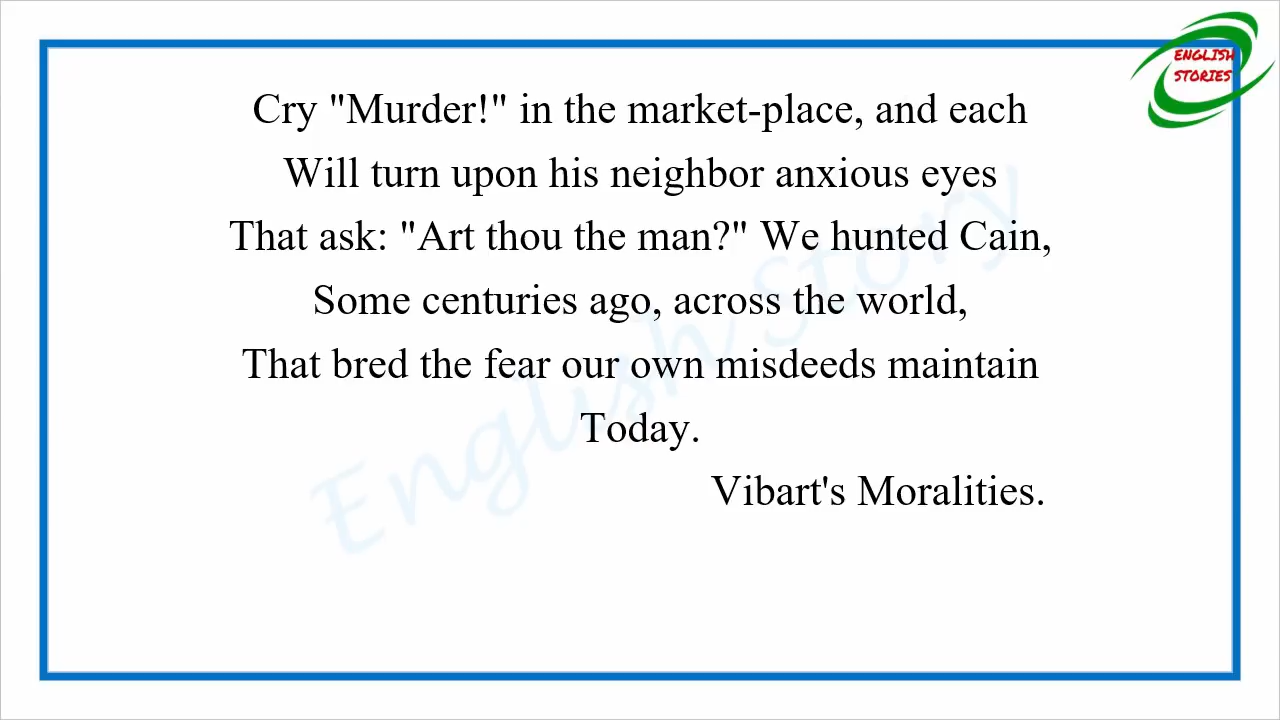 ENGLISH
STORIES
Cry "Murder!" in the market-place, and each
Will turn upon his neighbor anxious eyes
That ask: "Art thou the man?" We hunted Cain,
Some centuries ago, across the world,
That bred the fear our own misdeeds maintain
Today.
Vibart's Moralities.
English Story